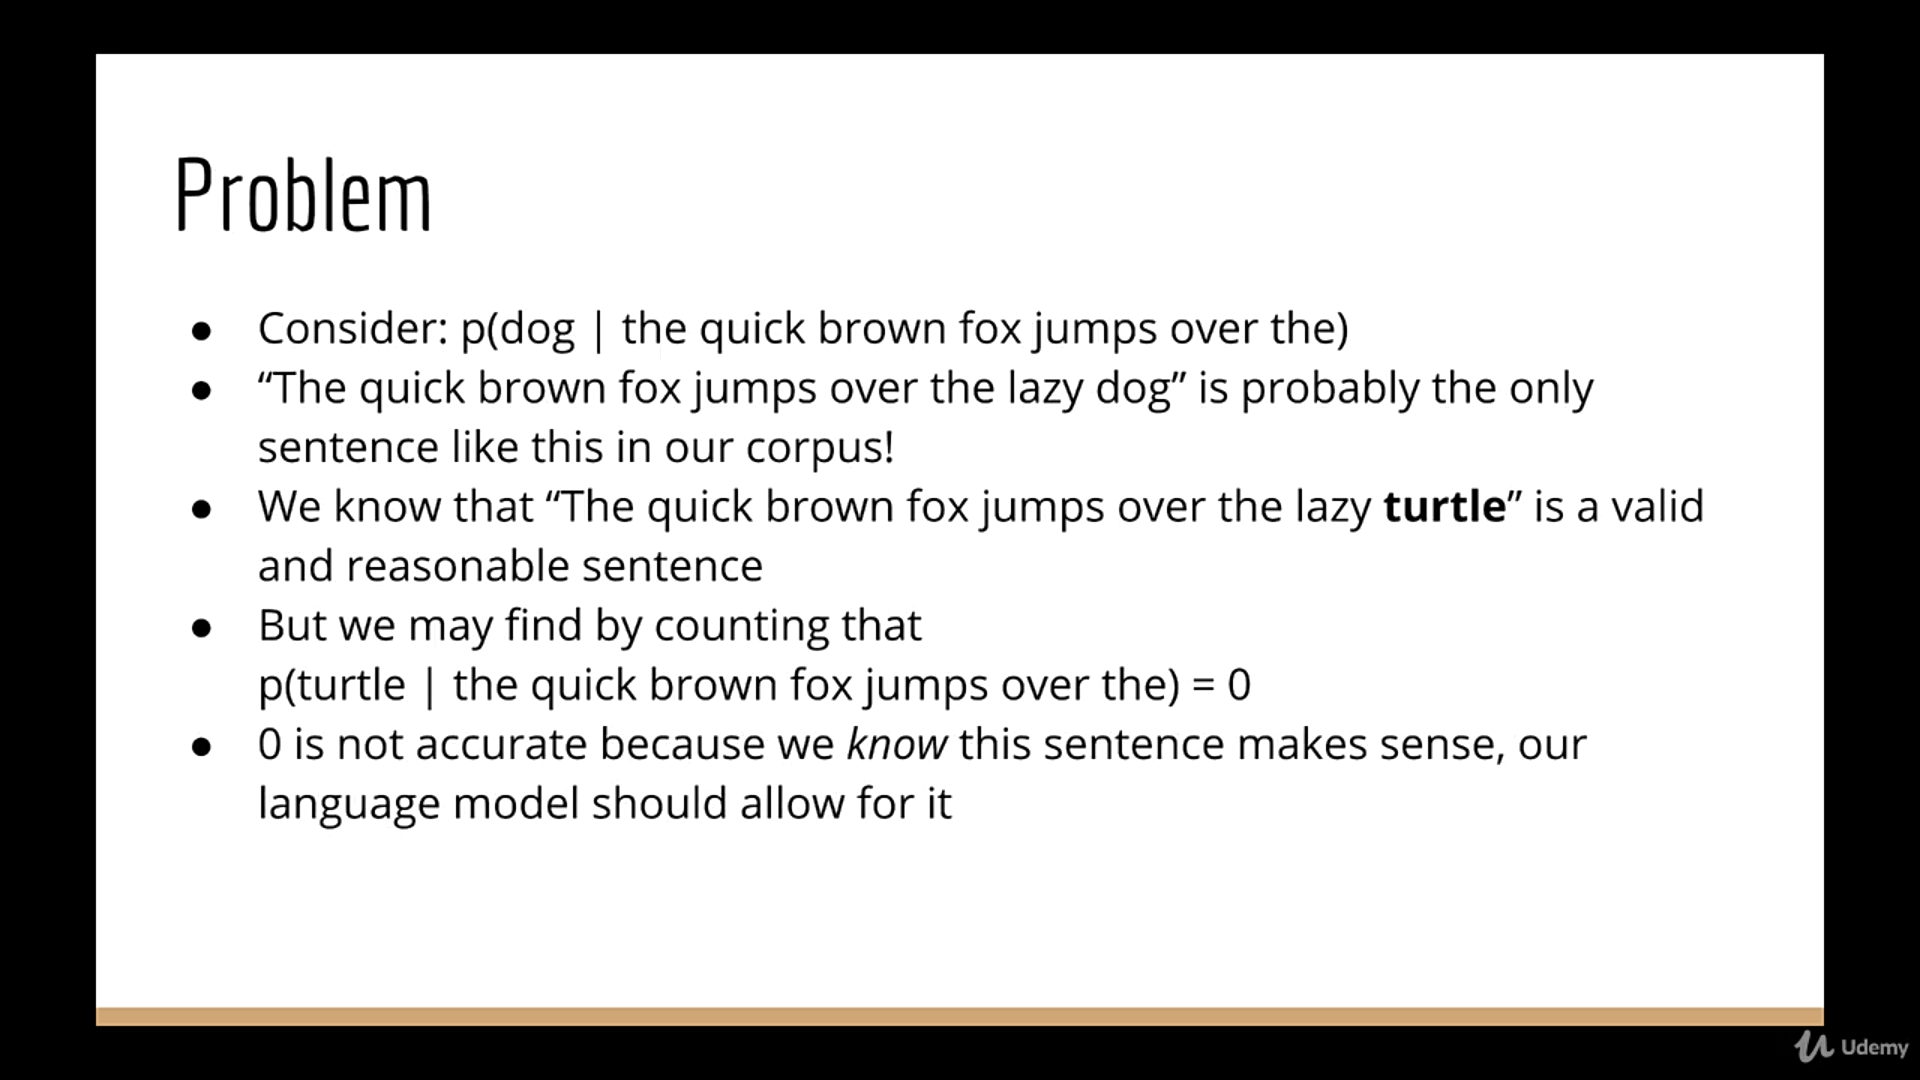 Problem
● Consider: p(dog | the quick brown fox jumps over the)
● “The quick brown fox jumps over the lazy dog” is probably the only
sentence like this in our corpus!
● We know that “The quick brown fox jumps over the lazy turtle” is a valid
and reasonable sentence
● But we may find by counting that
p(turtle | the quick brown fox jumps over the) = 0
● 0 is not accurate because we know this sentence makes sense, our
language model should allow for it
Udemy